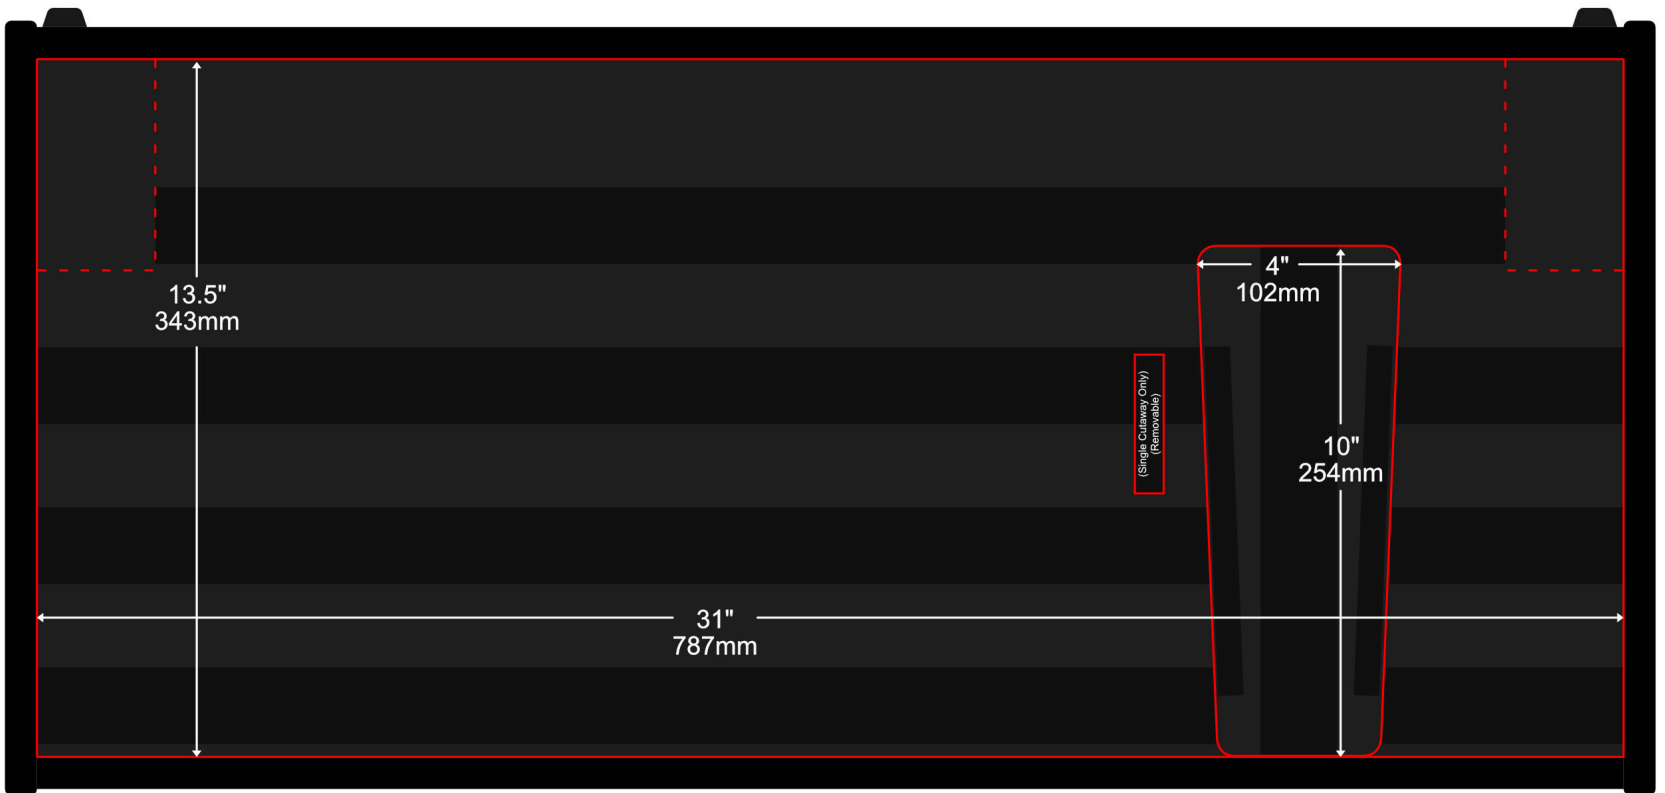 4"
102mm
13.5"
343mm
(Single Cutaway Only)
(Removable)
10"
254mm
31"
787mm